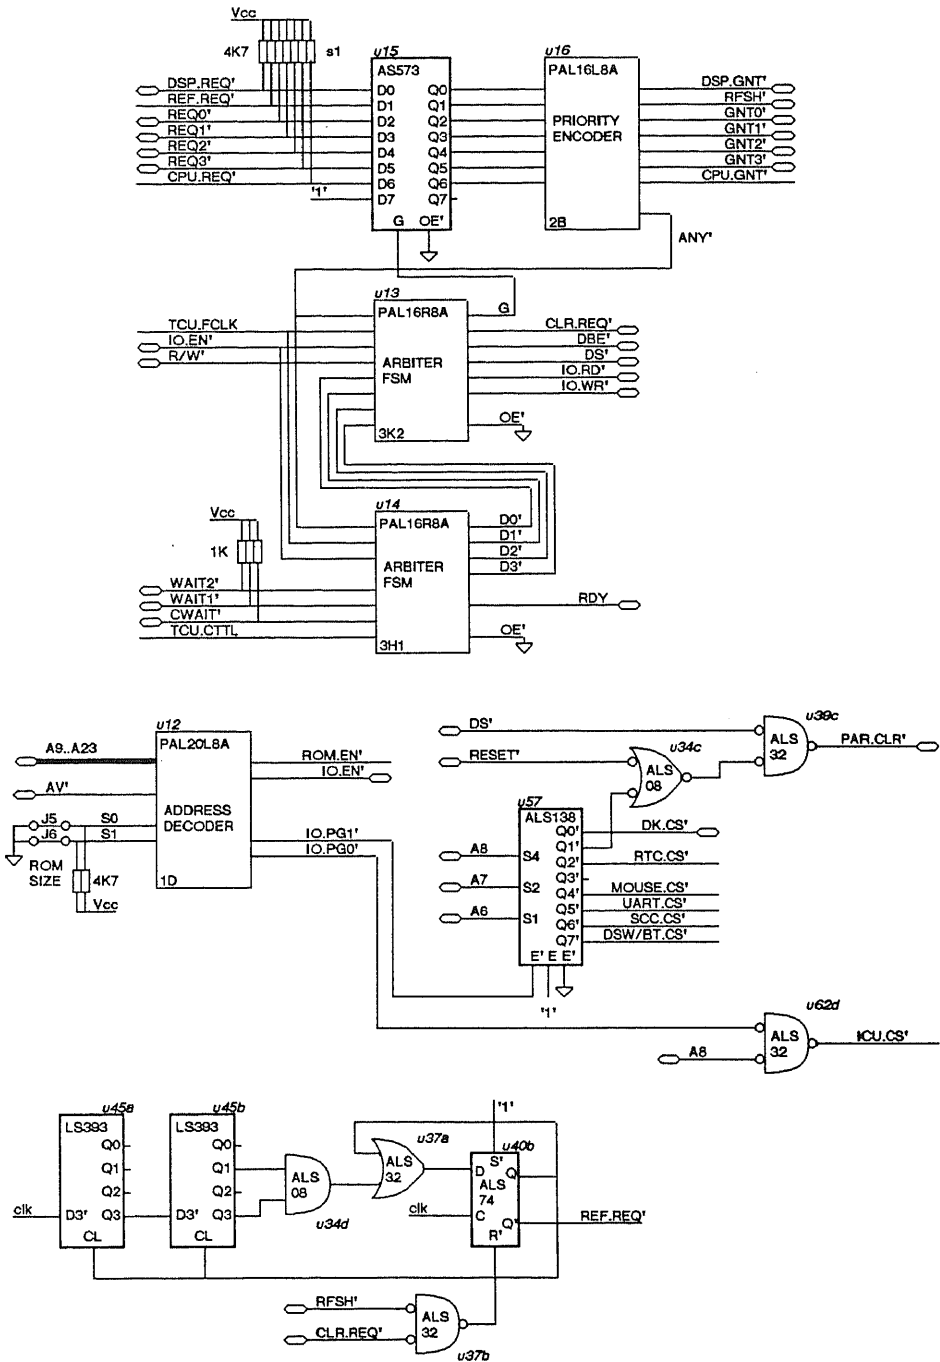 Vcc
4K7 s1
u15
AS573
u16
PAL16L8A
DSP.REQ' D0 Q0 DSP.GNT'
REF.REQ' D1 Q1 RFSH'
REQ0' D2 Q2 PRIORITY GNT0'
REQ1' D3 Q3 ENCODER GNT1'
REQ2' D4 Q4 GNT2'
REQ3' D5 Q5 GNT3'
CPU.REQ' D6 Q6 CPU.GNT'
'1' D7 Q7
G OE' 2B
ANY'
u13
PAL16R8A G
TCU.FCLK CLR.REQ'
IO.EN' DBE'
R/W' ARBITER DS'
FSM IO.RD'
IO.WR'
OE'
3K2
u14
Vcc PAL16R8A D0'
D1'
1K D2'
ARBITER D3'
FSM
WAIT2'
WAIT1' RDY
CWAIT'
TCU.CTTL OE'
3H1
u12
PAL20L8A
A9..A23 ROM.EN'
IO.EN'
AV'
ADDRESS
DECODER
J5 S0
J6 S1 IO.PG1'
IO.PG0'
ROM
SIZE 4K7 1D
Vcc
DS' u39c
ALS
32 PAR.CLR'
RESET' u34c
ALS
08
u57
ALS138
Q0' DK.CS'
Q1'
A8 S4 Q2' RTC.CS'
Q3'
A7 S2 Q4' MOUSE.CS'
Q5' UART.CS'
A6 S1 Q6' SCC.CS'
Q7' DSW/BT.CS'
E' E E'
'1'
u62d
ALS
32 ICU.CS'
A8
u45a
LS393
Q0
Q1
Q2
clk D3' Q3
CL
u45b
LS393
Q0
Q1
Q2
D3' Q3
CL
ALS
08
u34d
u37a
ALS
32
'1'
u40b
S'
D Q
ALS
74
clk C Q' REF.REQ'
R'
RFSH' ALS
CLR.REQ' 32
u37b